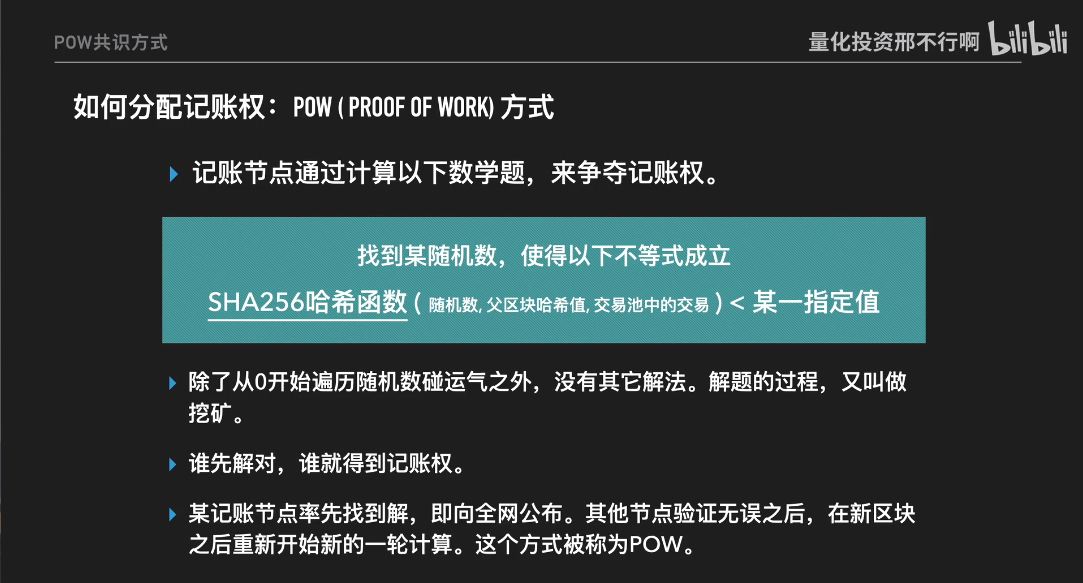 POW共识方式
量化投资邢不行啊 bilibili
如何分配记账权：POW ( PROOF OF WORK) 方式
记账节点通过计算以下数学题，来争夺记账权。
找到某随机数，使得以下不等式成立
SHA256哈希函数 ( 随机数, 父区块哈希值, 交易池中的交易 ) < 某一指定值
除了从0开始遍历随机数碰运气之外，没有其它解法。解题的过程，又叫做
挖矿。
谁先解对，谁就得到记账权。
某记账节点率先找到解，即向全网公布。其他节点验证无误之后，在新区块
之后重新开始新的一轮计算。这个方式被称为POW。